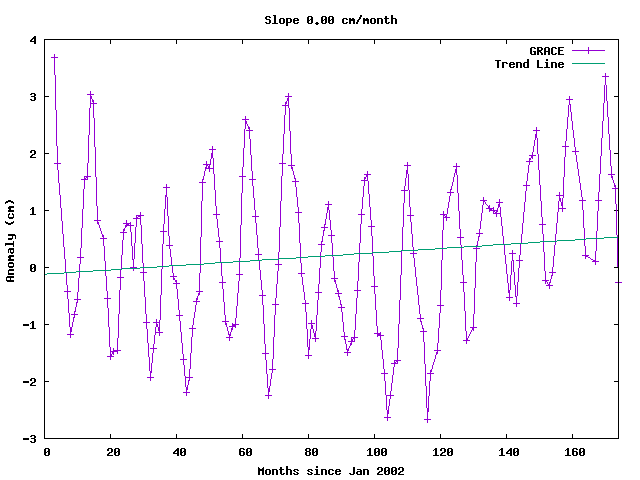 Slope 0.00 cm/month
GRACE
Trend Line
4
3
2
1
0
-1
-2
-3
Anomaly (cm)
0 20 40 60 80 100 120 140 160
Months since Jan 2002